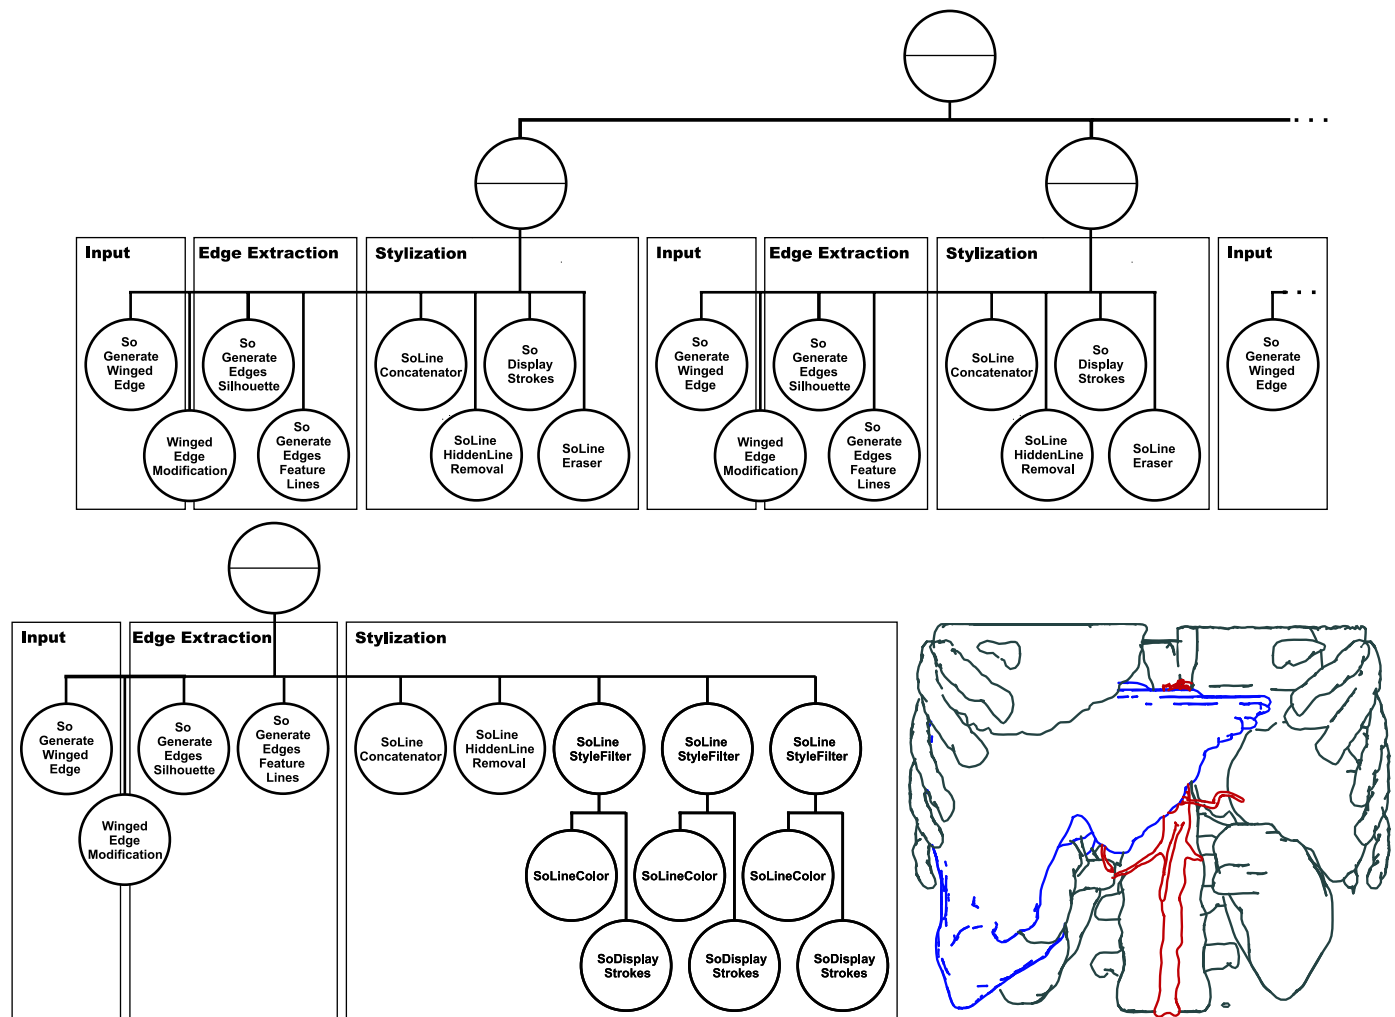 Input
Edge Extraction
Stylization
Input
Edge Extraction
Stylization
Input
. . .
. . .
So
Generate
Winged
Edge
So
Generate
Edges
Silhouette
SoLine
Concatenator
So
Display
Strokes
So
Generate
Winged
Edge
So
Generate
Edges
Silhouette
SoLine
Concatenator
So
Display
Strokes
So
Generate
Winged
Edge
Winged
Edge
Modification
So
Generate
Edges
Feature
Lines
SoLine
HiddenLine
Removal
SoLine
Eraser
Winged
Edge
Modification
So
Generate
Edges
Feature
Lines
SoLine
HiddenLine
Removal
SoLine
Eraser
Input
Edge Extraction
Stylization
So
Generate
Winged
Edge
So
Generate
Edges
Silhouette
So
Generate
Edges
Feature
Lines
SoLine
Concatenator
SoLine
HiddenLine
Removal
SoLine
StyleFilter
SoLine
StyleFilter
SoLine
StyleFilter
Winged
Edge
Modification
SoLineColor
SoLineColor
SoLineColor
SoDisplay
Strokes
SoDisplay
Strokes
SoDisplay
Strokes